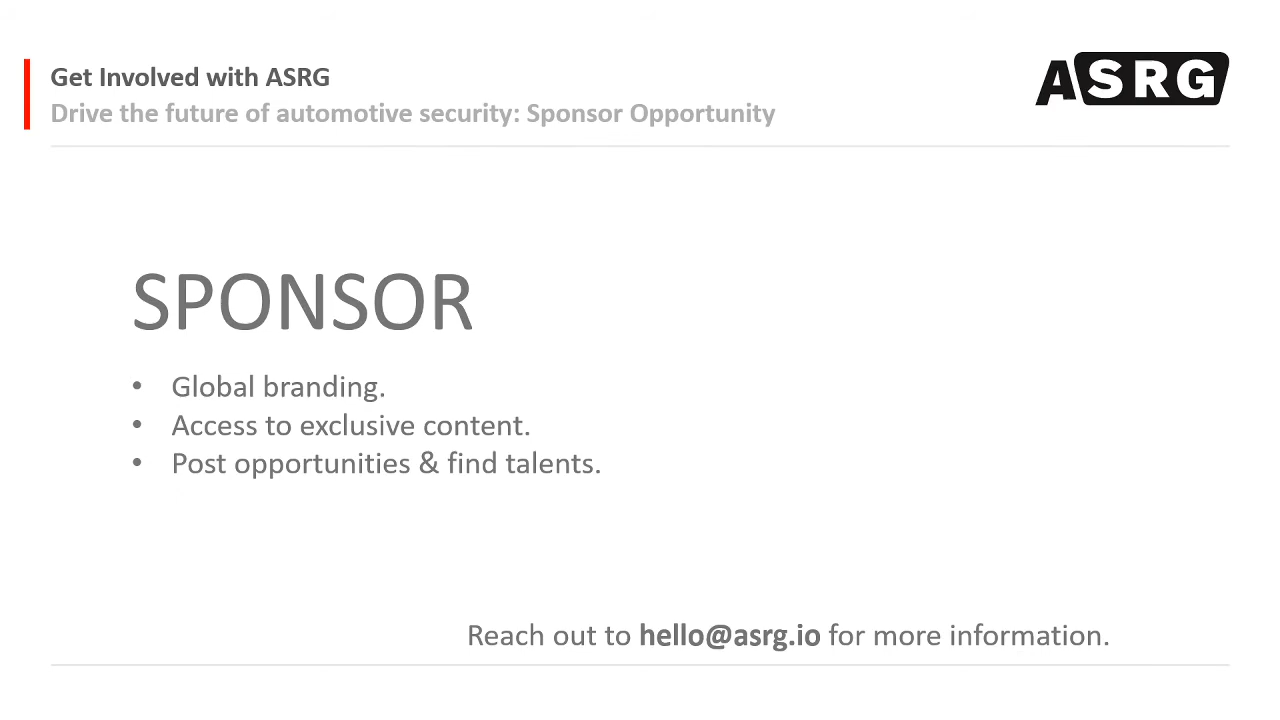 Get Involved with ASRG
Drive the future of automotive security: Sponsor Opportunity
ASRG
SPONSOR
• Global branding.
• Access to exclusive content.
• Post opportunities & find talents.
Reach out to hello@asrg.io for more information.